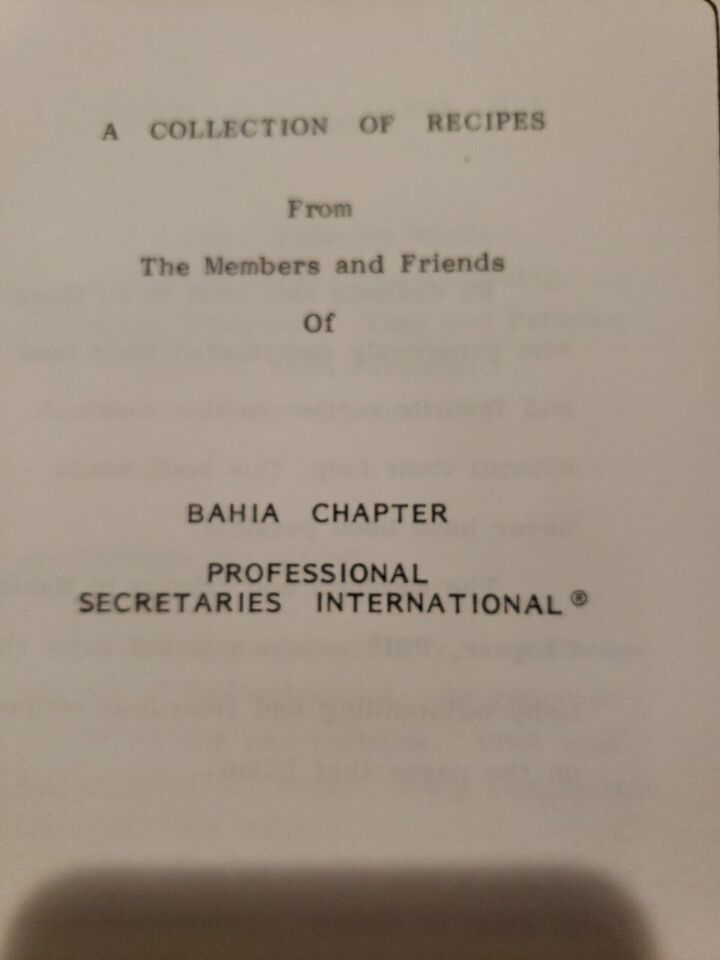 A COLLECTION OF RECIPES
From
The Members and Friends
Of
BAHIA CHAPTER
PROFESSIONAL
SECRETARIES INTERNATIONAL®